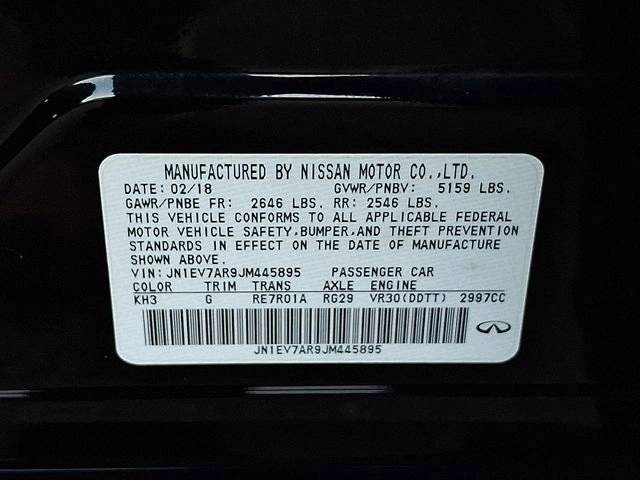 MANUFACTURED BY NISSAN MOTOR CO.,LTD.
DATE: 02/18 GVWR/PNBV: 5159 LBS.
GAWR/PNBE FR: 2646 LBS. RR: 2546 LBS.
THIS VEHICLE CONFORMS TO ALL APPLICABLE FEDERAL
MOTOR VEHICLE SAFETY,BUMPER,AND THEFT PREVENTION
STANDARDS IN EFFECT ON THE DATE OF MANUFACTURE
SHOWN ABOVE.
VIN: JN1EV7AR9JM445895 PASSENGER CAR
COLOR TRIM TRANS AXLE ENGINE
KH3 G RE7R01A RG29 VR30(DDTT) 2997CC
JN1EV7AR9JM445895